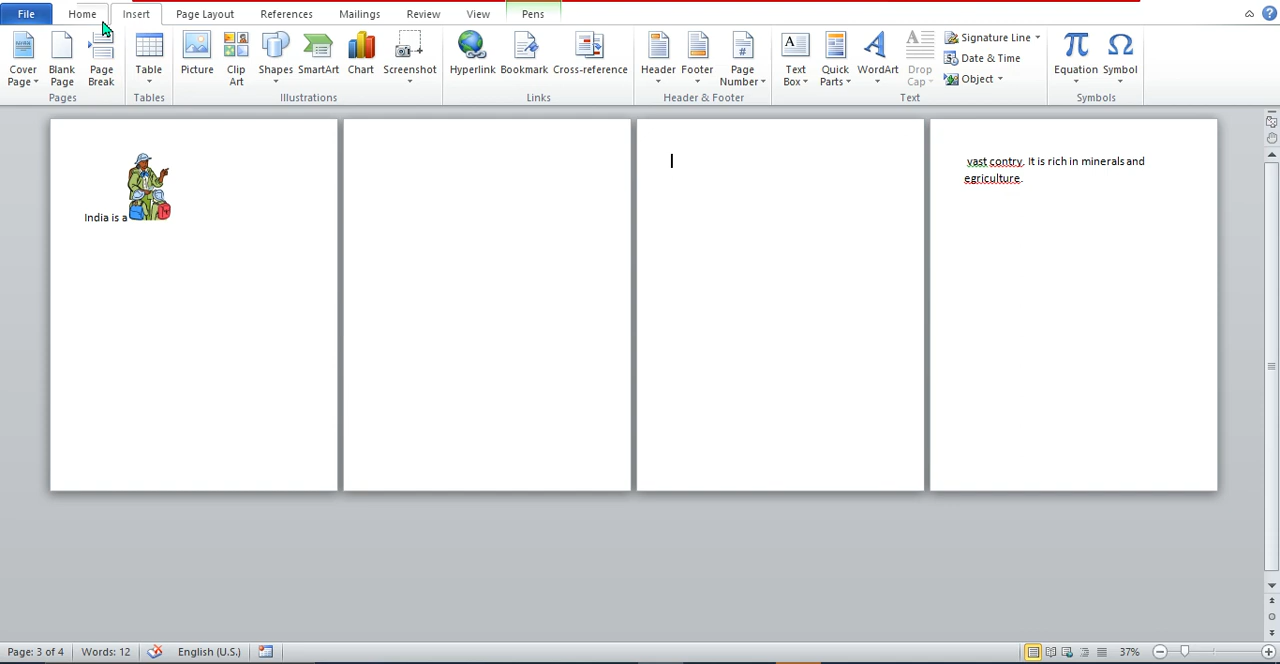 File Home Insert Page Layout References Mailings Review View Pens
Cover Page Blank Page Page Break Table Picture Clip Art Shapes SmartArt Chart Screenshot Hyperlink Bookmark Cross-reference Header Footer Page Number Text Box Quick Parts WordArt Drop Cap Signature Line Date & Time Object Equation Symbol
Pages Tables Illustrations Links Header & Footer Text Symbols
India is a
vast contry. It is rich in minerals and
egriculture.
Page: 3 of 4 Words: 12 English (U.S.) 37%